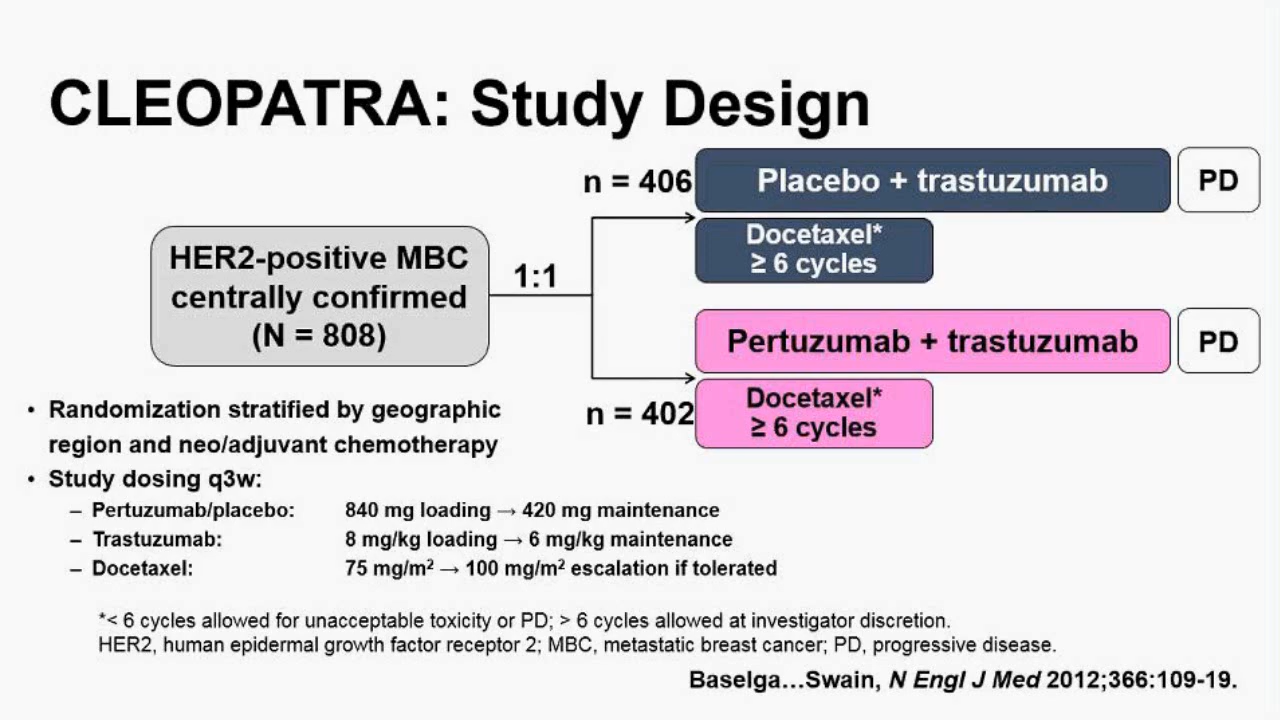 CLEOPATRA: Study Design
n = 406
Placebo + trastuzumab
PD
Docetaxel*
≥ 6 cycles
HER2-positive MBC
centrally confirmed
(N = 808)
1:1
Pertuzumab + trastuzumab
PD
n = 402
Docetaxel*
≥ 6 cycles
• Randomization stratified by geographic
region and neo/adjuvant chemotherapy
• Study dosing q3w:
– Pertuzumab/placebo: 840 mg loading → 420 mg maintenance
– Trastuzumab: 8 mg/kg loading → 6 mg/kg maintenance
– Docetaxel: 75 mg/m² → 100 mg/m² escalation if tolerated
*< 6 cycles allowed for unacceptable toxicity or PD; > 6 cycles allowed at investigator discretion.
HER2, human epidermal growth factor receptor 2; MBC, metastatic breast cancer; PD, progressive disease.
Baselga…Swain, N Engl J Med 2012;366:109-19.